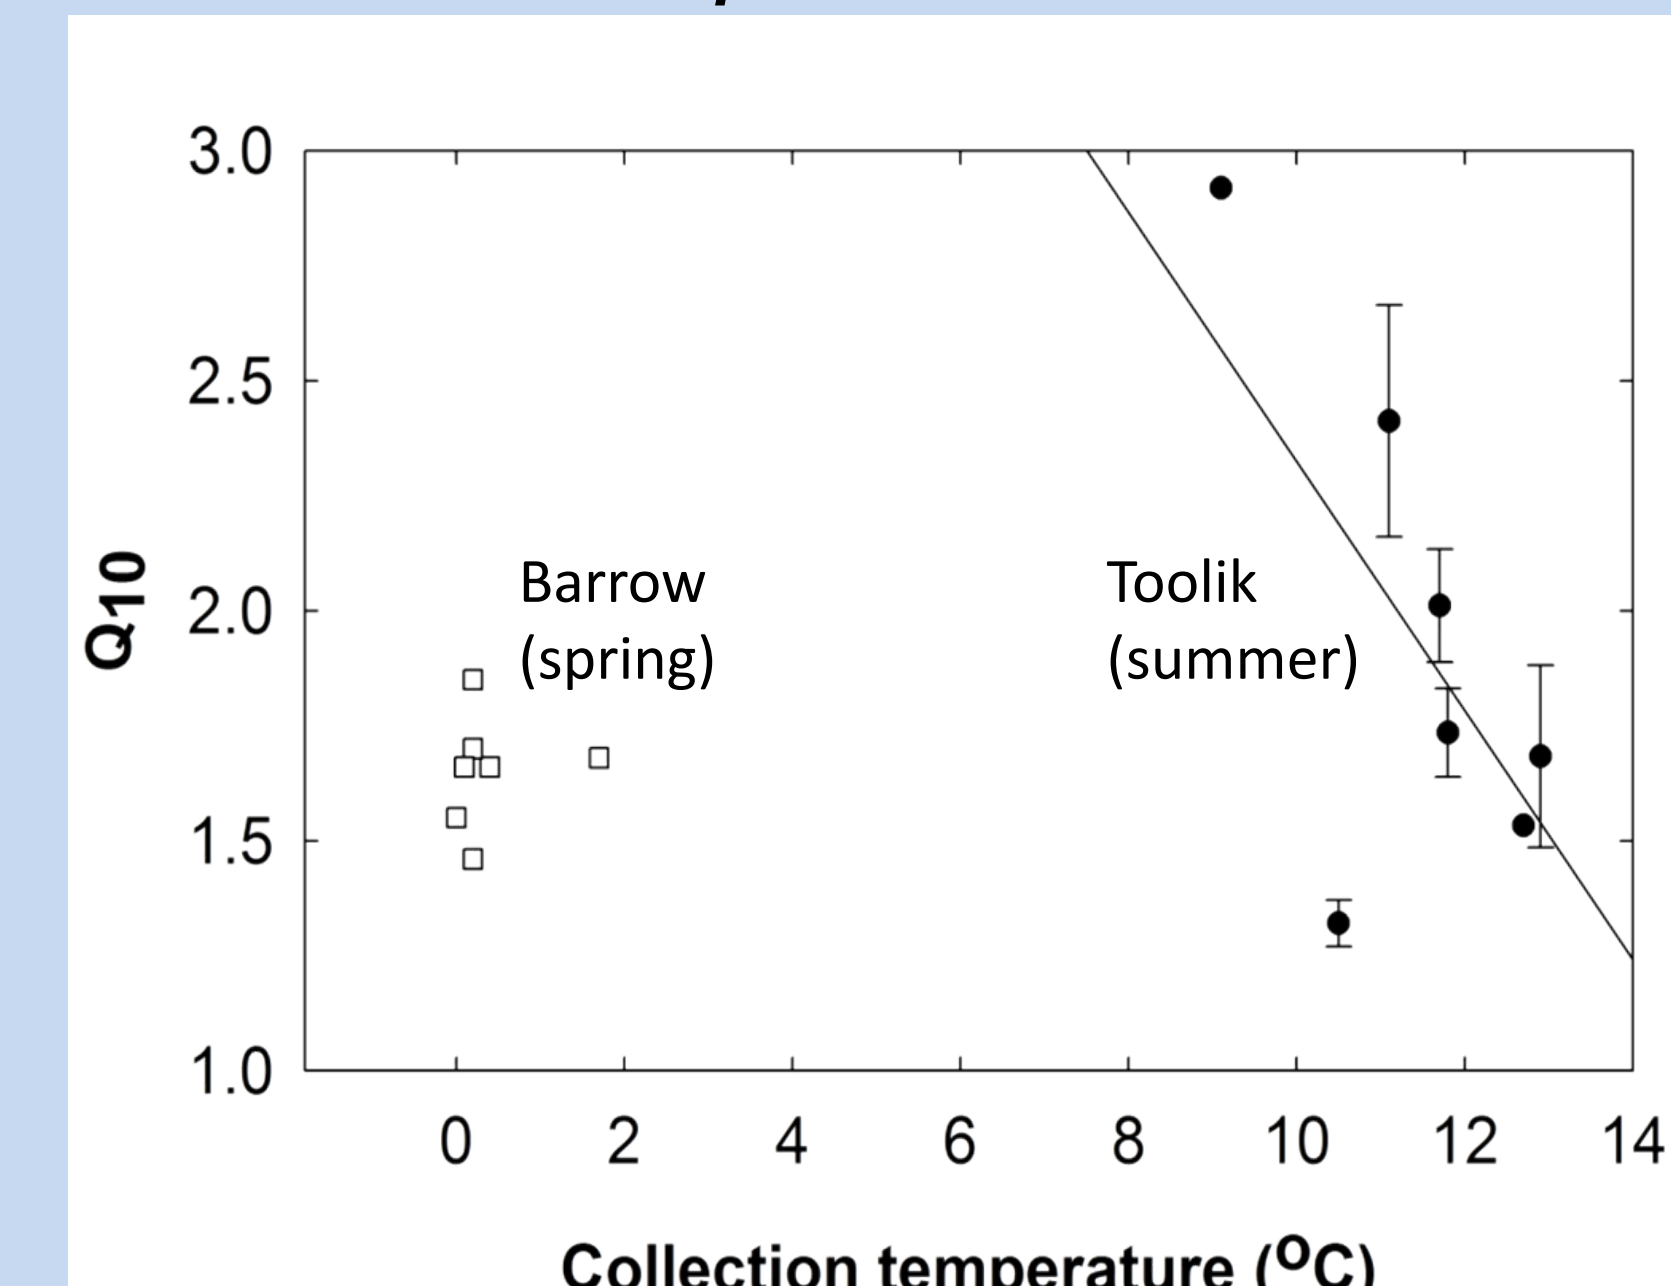 3.0
2.5
2.0
1.5
1.0
Q10
Barrow
(spring)
Toolik
(summer)
0 2 4 6 8 10 12 14
Collection temperature (oC)